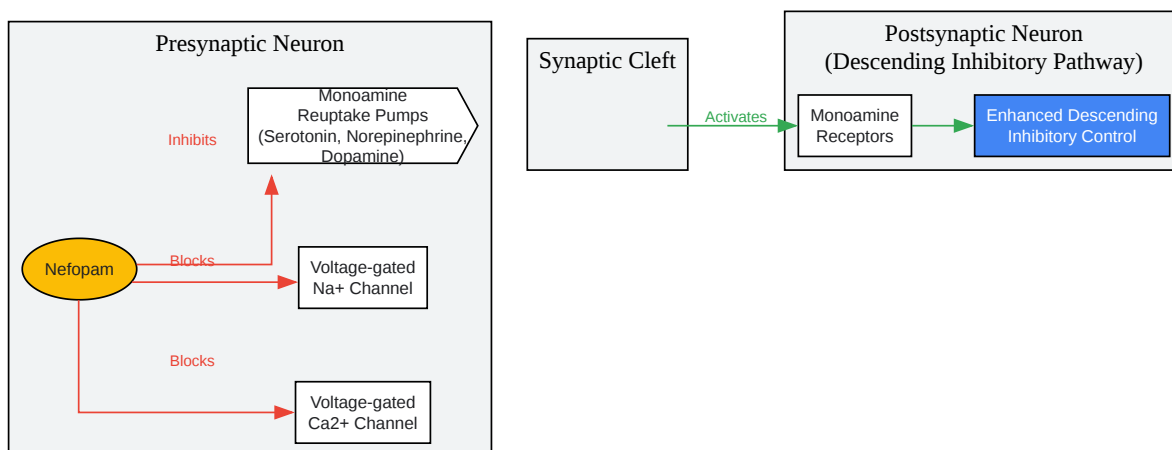 Presynaptic Neuron
Monoamine
Reuptake Pumps
(Serotonin, Norepinephrine,
Dopamine)
Inhibits
Nefopam
Blocks
Voltage-gated
Na+ Channel
Blocks
Voltage-gated
Ca2+ Channel
Synaptic Cleft
Activates
Postsynaptic Neuron
(Descending Inhibitory Pathway)
Monoamine
Receptors
Enhanced Descending
Inhibitory Control